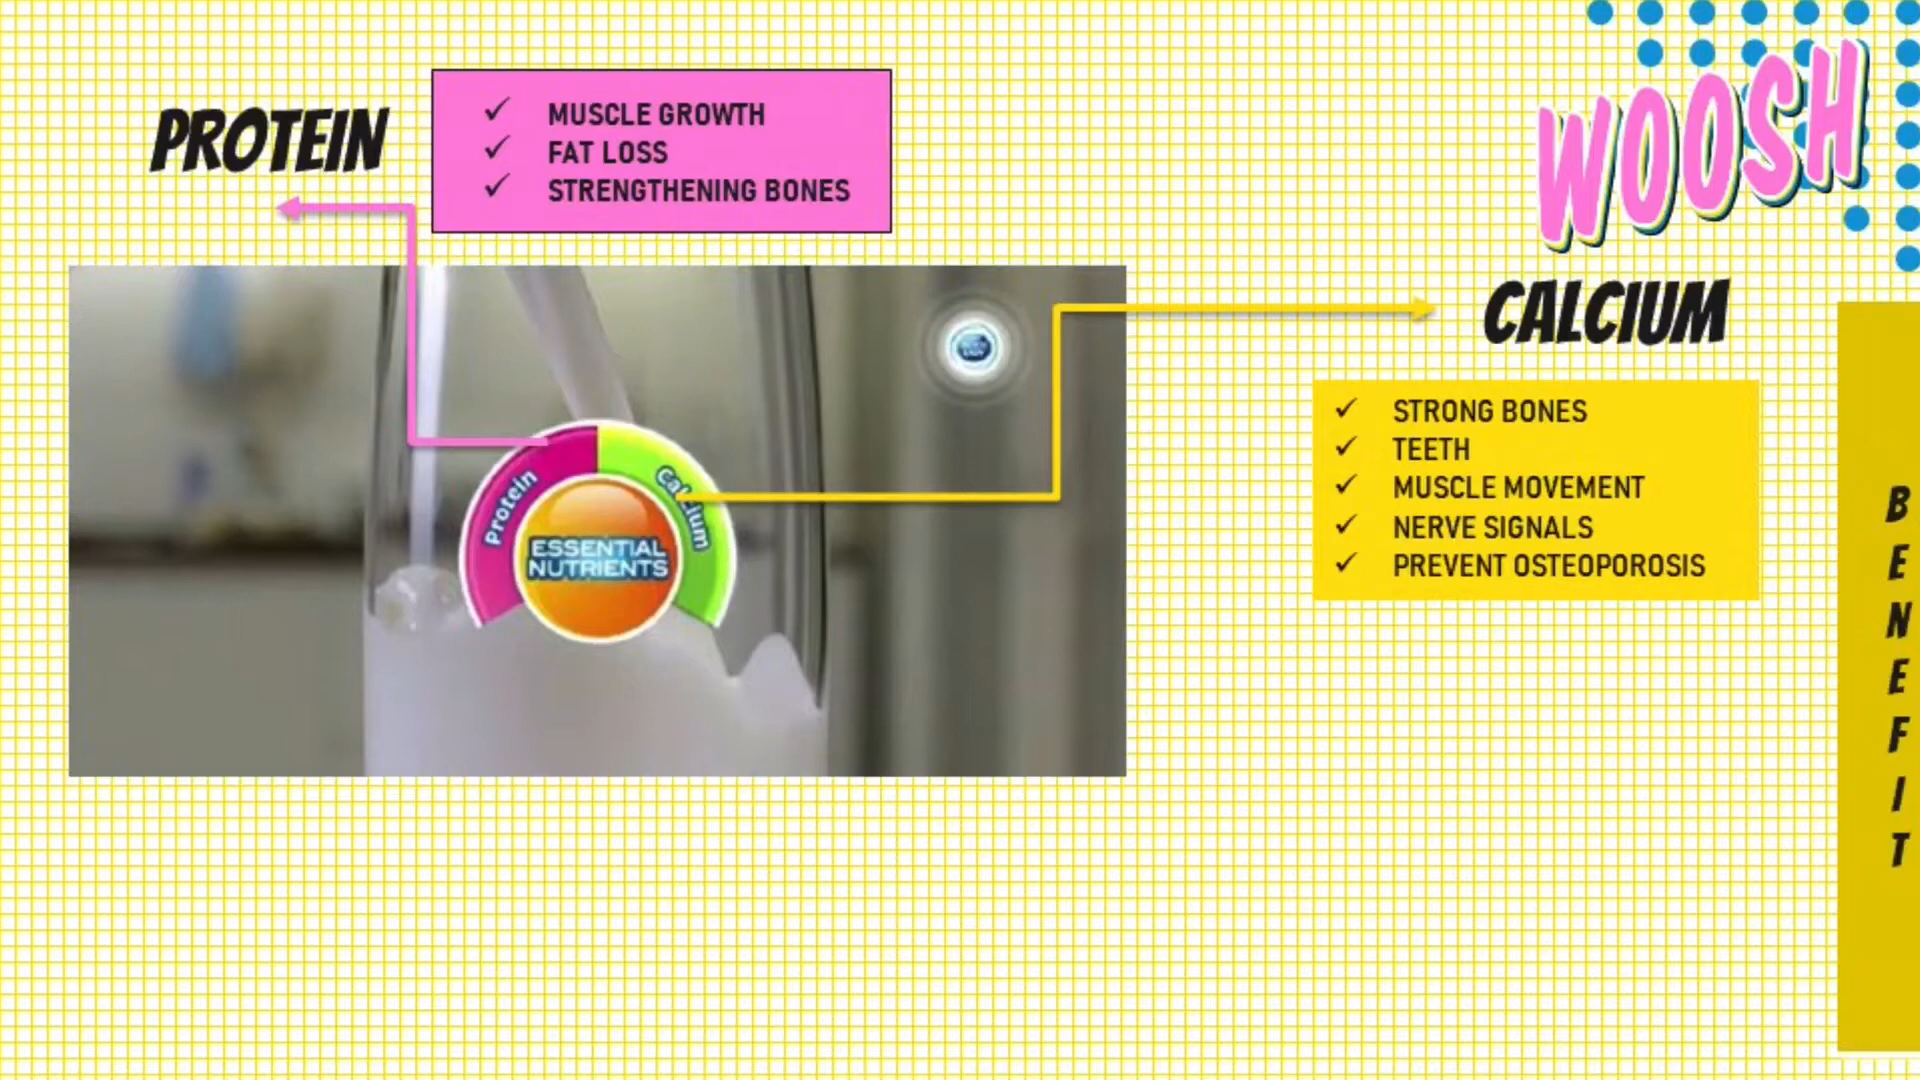 WOOSH
PROTEIN
MUSCLE GROWTH
FAT LOSS
STRENGTHENING BONES
CALCIUM
STRONG BONES
TEETH
MUSCLE MOVEMENT
NERVE SIGNALS
PREVENT OSTEOPOROSIS
Protein
Calcium
ESSENTIAL
NUTRIENTS
BENEFIT